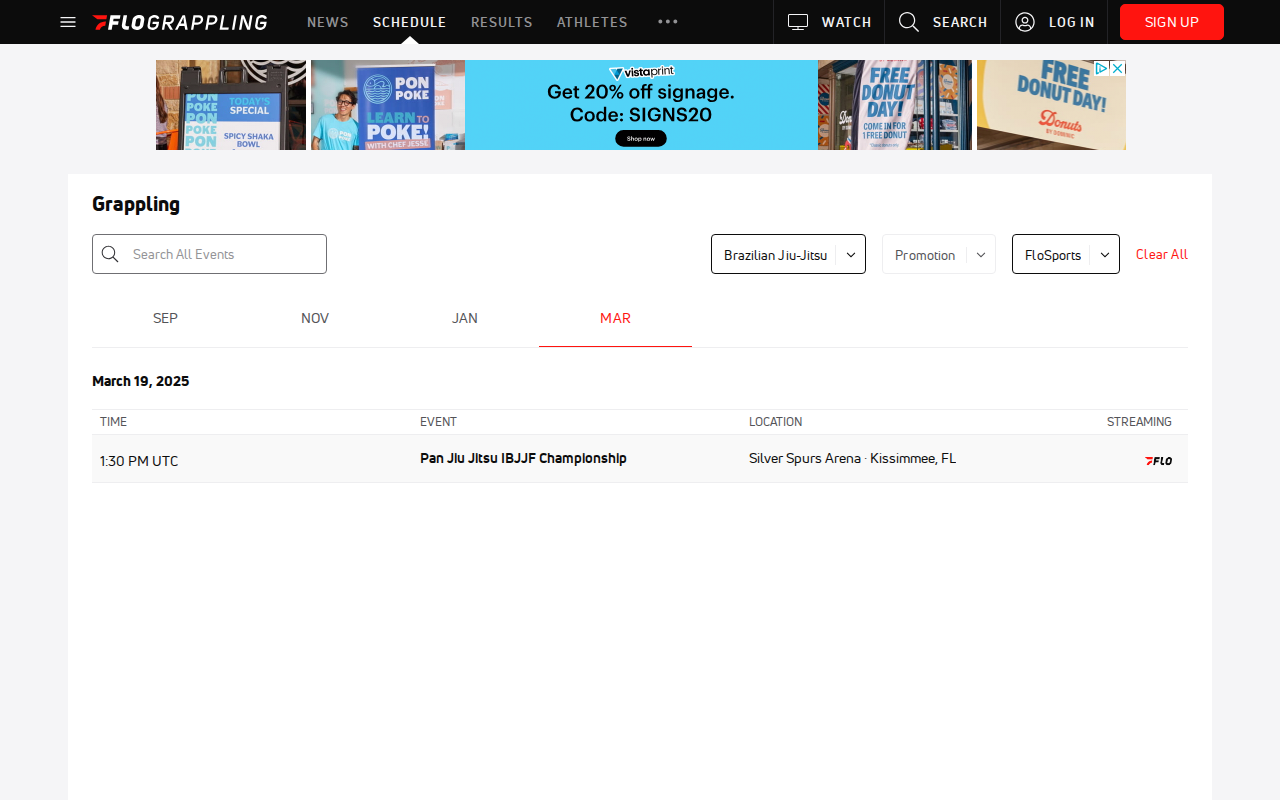 FLOGRAPPLING
NEWS
SCHEDULE
RESULTS
ATHLETES
WATCH
SEARCH
LOG IN
SIGN UP
TODAY'S
SPECIAL
SPICY SHAKA
BOWL
PON
POKE
LEARN TO
POKE!
WITH CHEF JESSE
vistaprint
Get 20% off signage.
Code: SIGNS20
Shop now
FREE
DONUT
DAY!
COME IN FOR
1 FREE DONUT
FREE
DONUT DAY!
Donuts
BY DOMINIC
Grappling
Search All Events
Brazilian Jiu-Jitsu
Promotion
FloSports
Clear All
SEP
NOV
JAN
MAR
March 19, 2025
TIME
EVENT
LOCATION
STREAMING
1:30 PM UTC
Pan Jiu Jitsu IBJJF Championship
Silver Spurs Arena · Kissimmee, FL
FLO